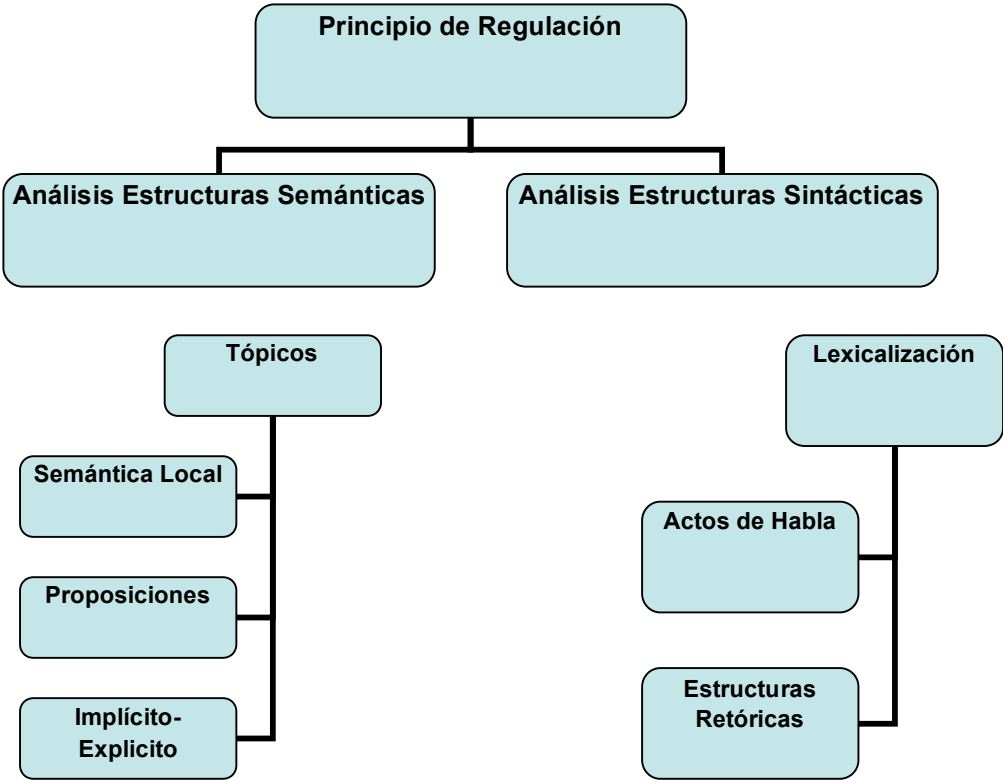 Principio de Regulación
Análisis Estructuras Semánticas
Análisis Estructuras Sintácticas
Tópicos
Semántica Local
Proposiciones
Implícito-
Explicito
Lexicalización
Actos de Habla
Estructuras
Retóricas